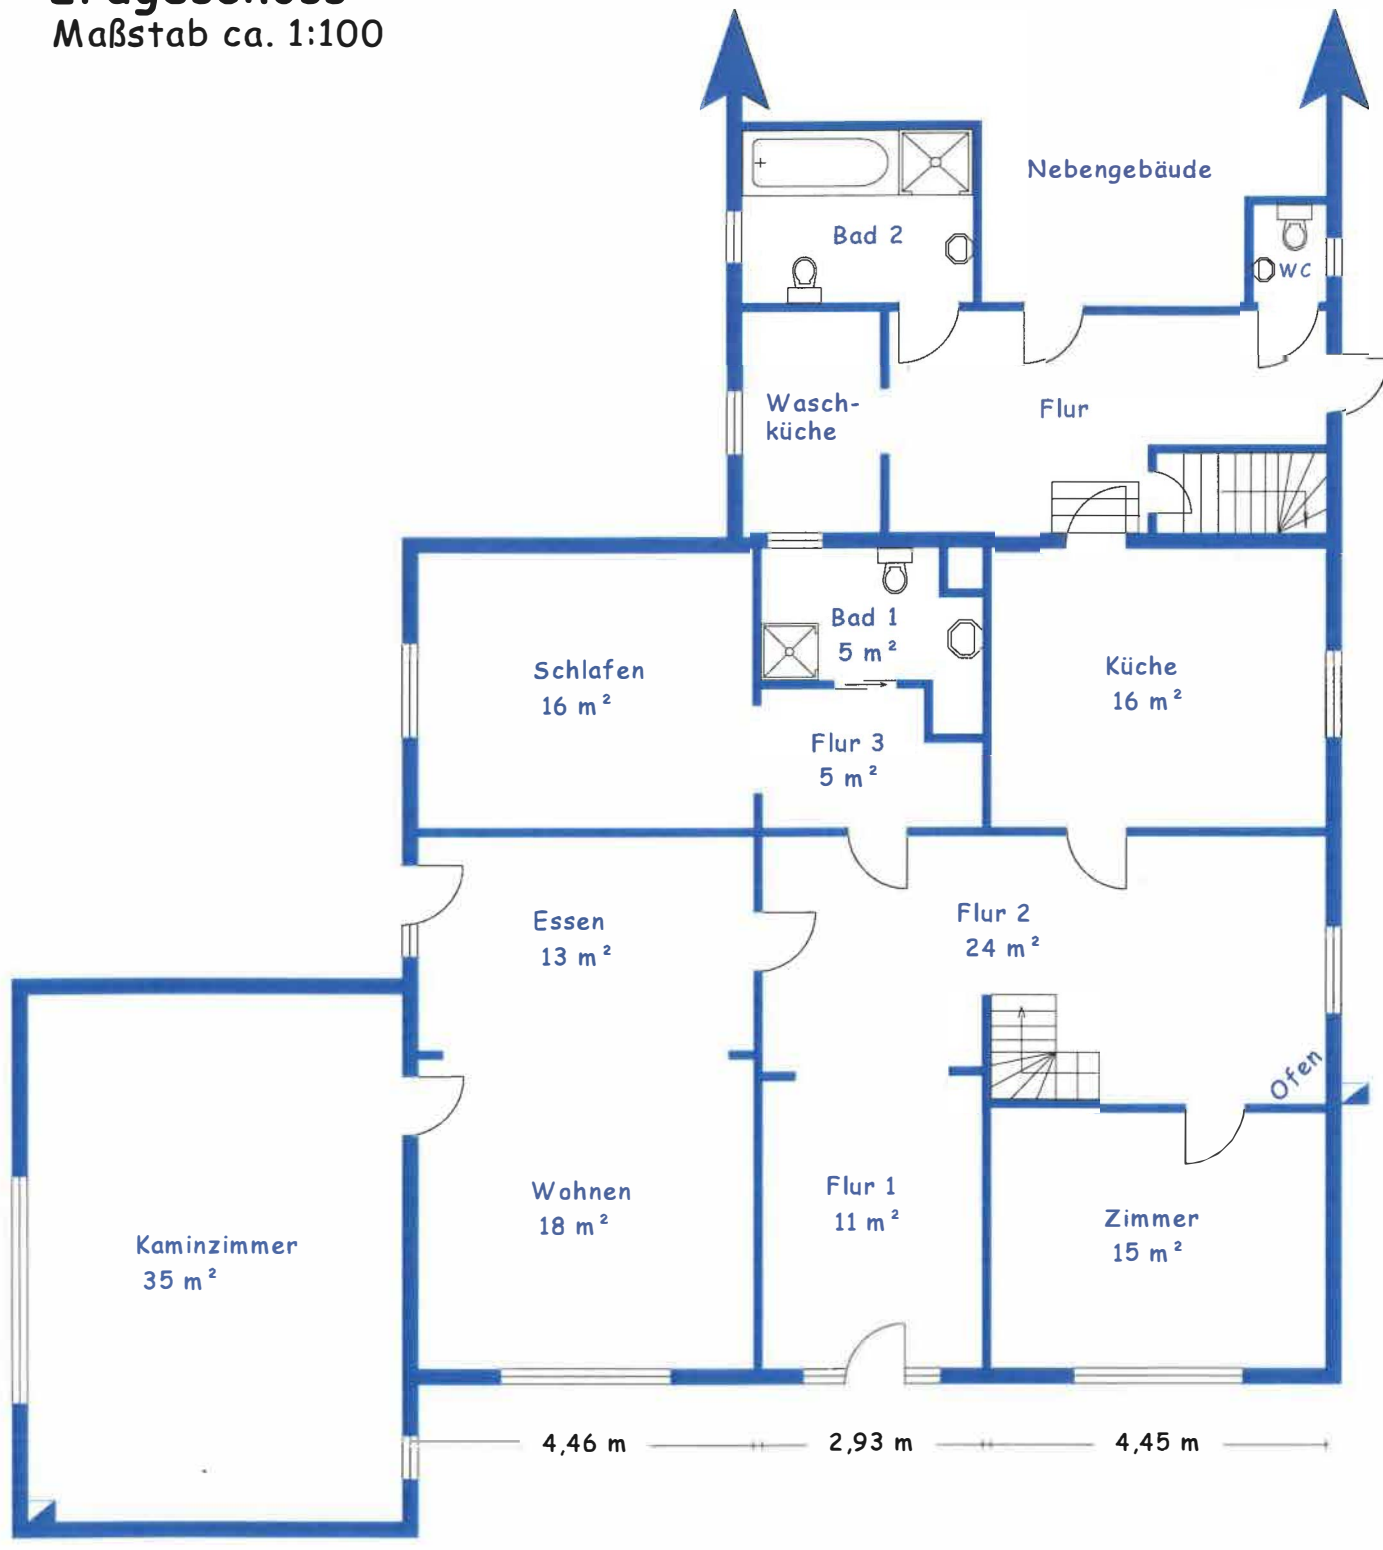 Maßstab ca. 1:100
Nebengebäude
Bad 2
WC
Wasch-
küche
Flur
Bad 1
5 m²
Schlafen
16 m²
Küche
16 m²
Flur 3
5 m²
Essen
13 m²
Flur 2
24 m²
Ofen
Wohnen
18 m²
Flur 1
11 m²
Zimmer
15 m²
Kaminzimmer
35 m²
4,46 m
2,93 m
4,45 m